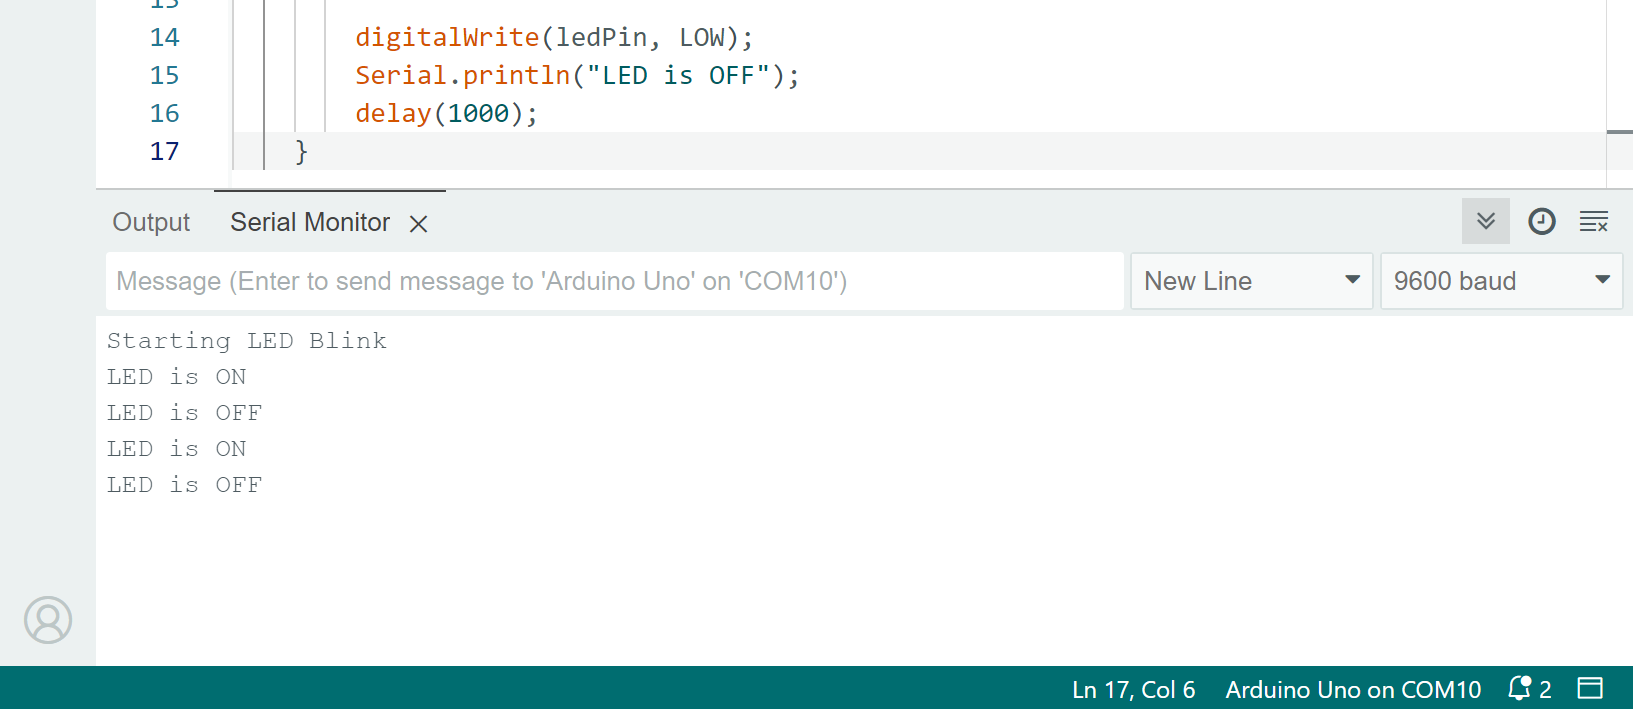 13
14 digitalWrite(ledPin, LOW);
15 Serial.println("LED is OFF");
16 delay(1000);
17 }
Output Serial Monitor
Message (Enter to send message to 'Arduino Uno' on 'COM10') New Line 9600 baud
Starting LED Blink
LED is ON
LED is OFF
LED is ON
LED is OFF
Ln 17, Col 6 Arduino Uno on COM10 2